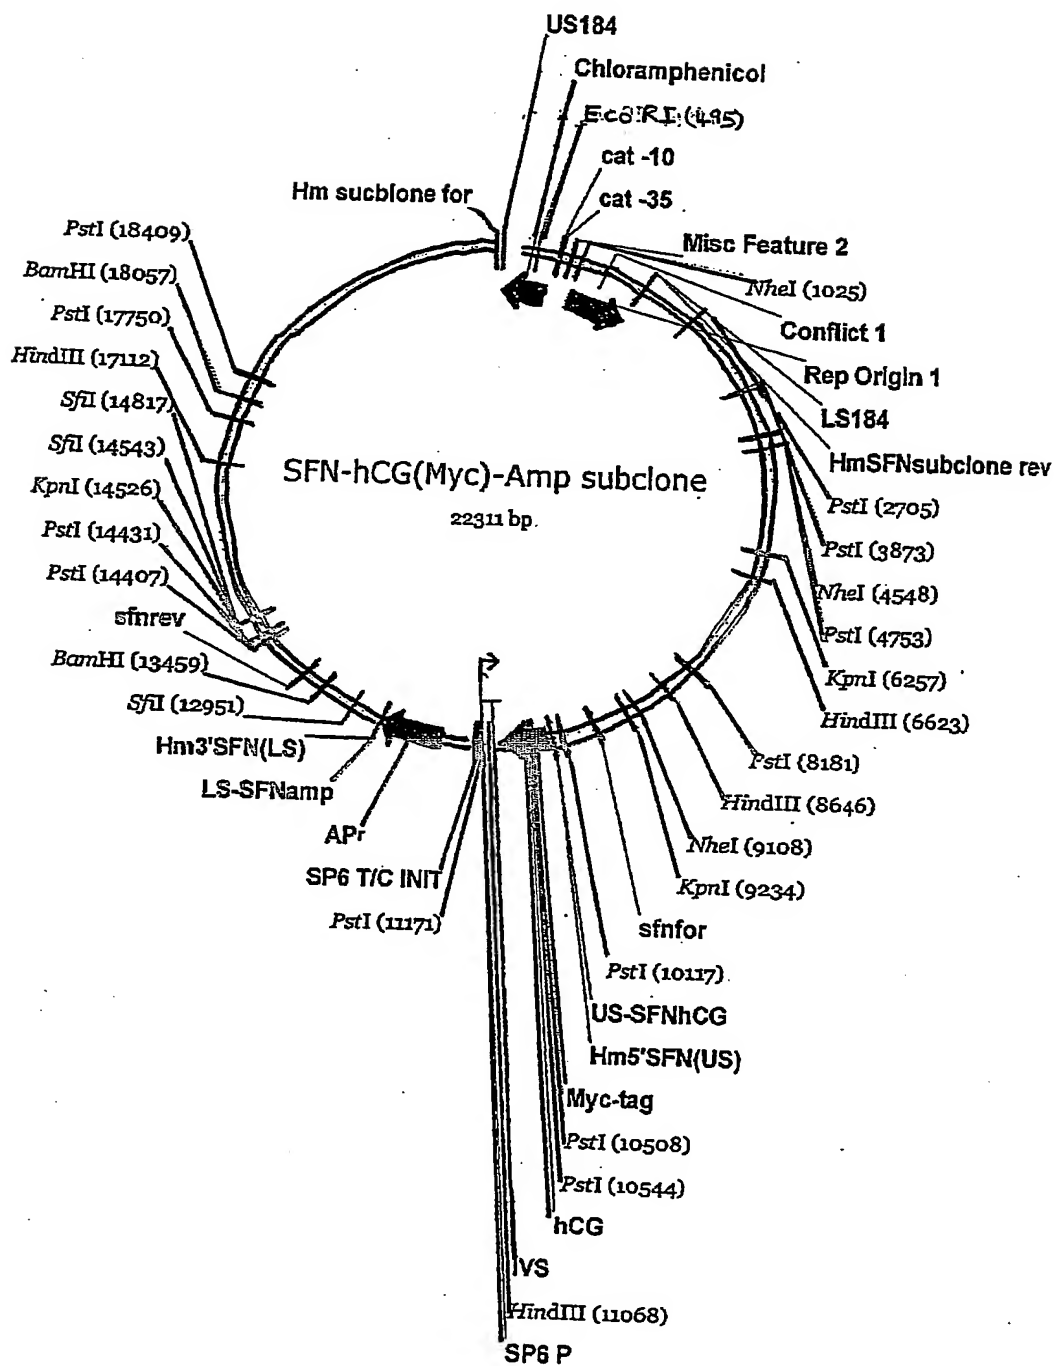 US184
Chloramphenicol
EcoRI (495)
cat -10
cat -35
Hm sucblone for
Misc Feature 2
NheI (1025)
Conflict 1
Rep Origin 1
LS184
HmSFNsubclone rev
PstI (2705)
PstI (3873)
NheI (4548)
PstI (4753)
KpnI (6257)
HindIII (6623)
PstI (8181)
HindIII (8646)
NheI (9108)
KpnI (9234)
sfnfor
PstI (10117)
US-SFNhCG
Hm5'SFN(US)
Myc-tag
PstI (10508)
PstI (10544)
hCG
VS
HindIII (11068)
SP6 P
PstI (11171)
SP6 T/C INIT
APr
LS-SFNamp
Hm3'SFN(LS)
SfiI (12951)
BamHI (13459)
sfnrev
PstI (14407)
PstI (14431)
KpnI (14526)
SfiI (14543)
SfiI (14817)
HindIII (17112)
PstI (17750)
BamHI (18057)
PstI (18409)
SFN-hCG(Myc)-Amp subclone
22311 bp